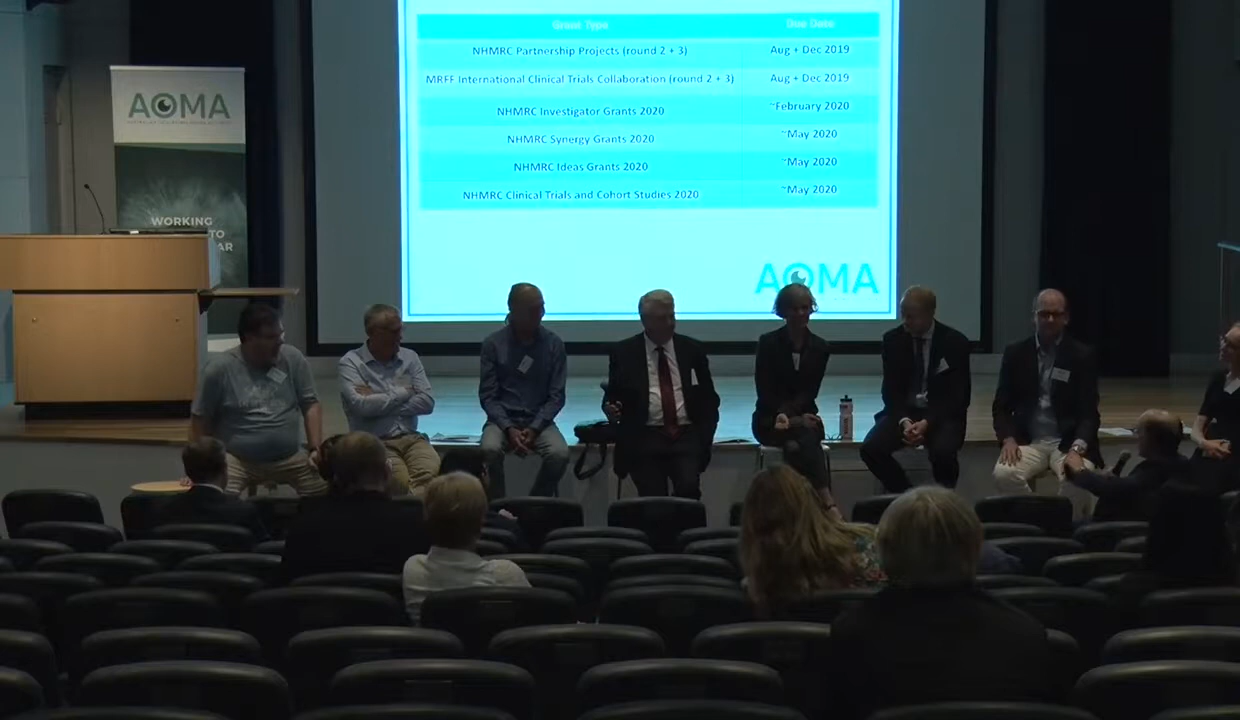 Grant Type Due Date
NHMRC Partnership Projects (round 2 + 3) Aug + Dec 2019
MRFF International Clinical Trials Collaboration (round 2 + 3) Aug + Dec 2019
NHMRC Investigator Grants 2020 ~February 2020
NHMRC Synergy Grants 2020 ~May 2020
NHMRC Ideas Grants 2020 ~May 2020
NHMRC Clinical Trials and Cohort Studies 2020 ~May 2020
AOMA
AOMA
WORKING
TO
AR